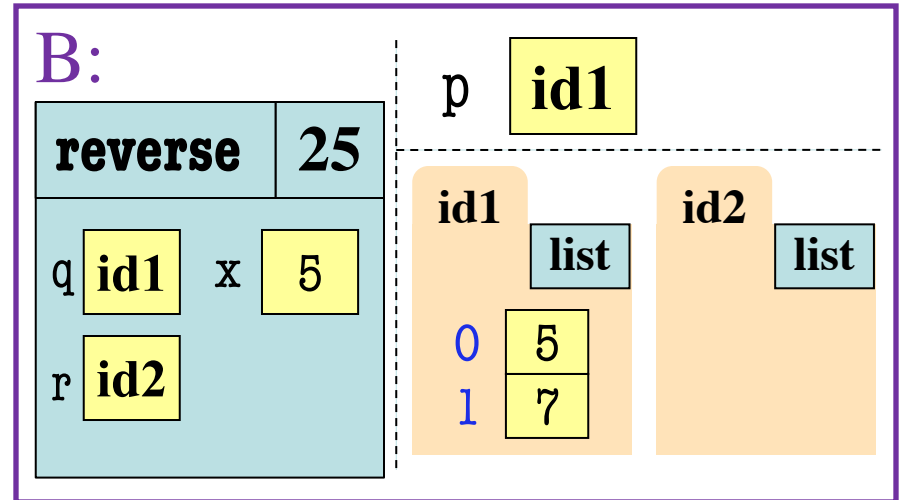 B:
reverse 25
q id1 x 5
r id2
p id1
id1
list
0 5
1 7
id2
list